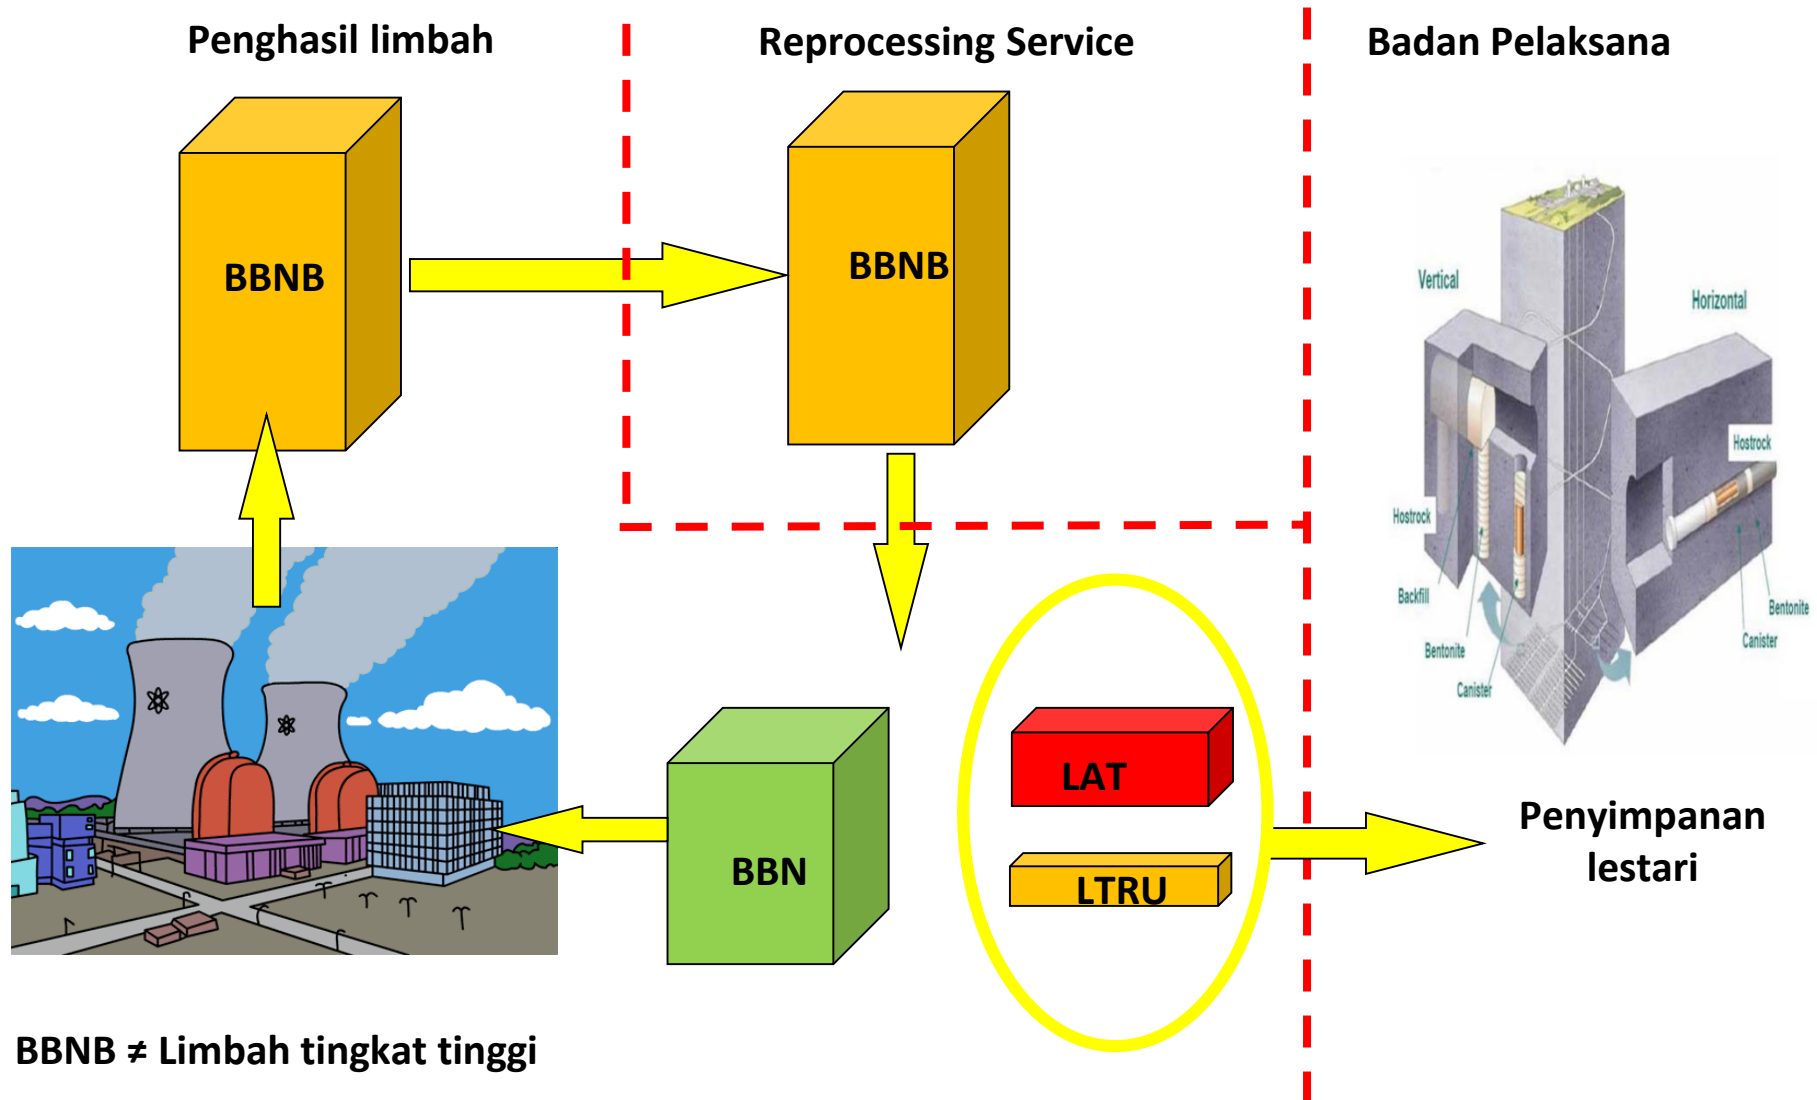 Penghasil limbah
Reprocessing Service
Badan Pelaksana
BBNB
BBNB
Vertical
Horizontal
Hostrock
Hostrock
Backfill
Bentonite
Canister
Bentonite
Canister
LAT
BBN
LTRU
Penyimpanan
lestari
BBNB ≠ Limbah tingkat tinggi